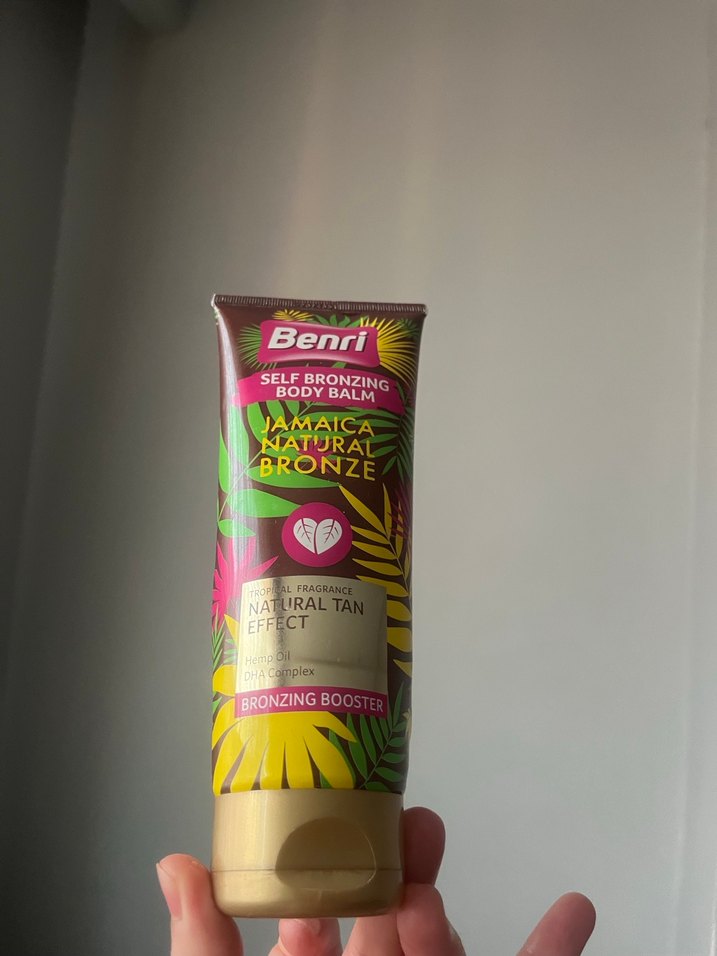 Benri
SELF BRONZING
BODY BALM
JAMAICA
NATURAL
BRONZE
TROPICAL FRAGRANCE
NATURAL TAN
EFFECT
Hemp Oil
DHA Complex
BRONZING BOOSTER